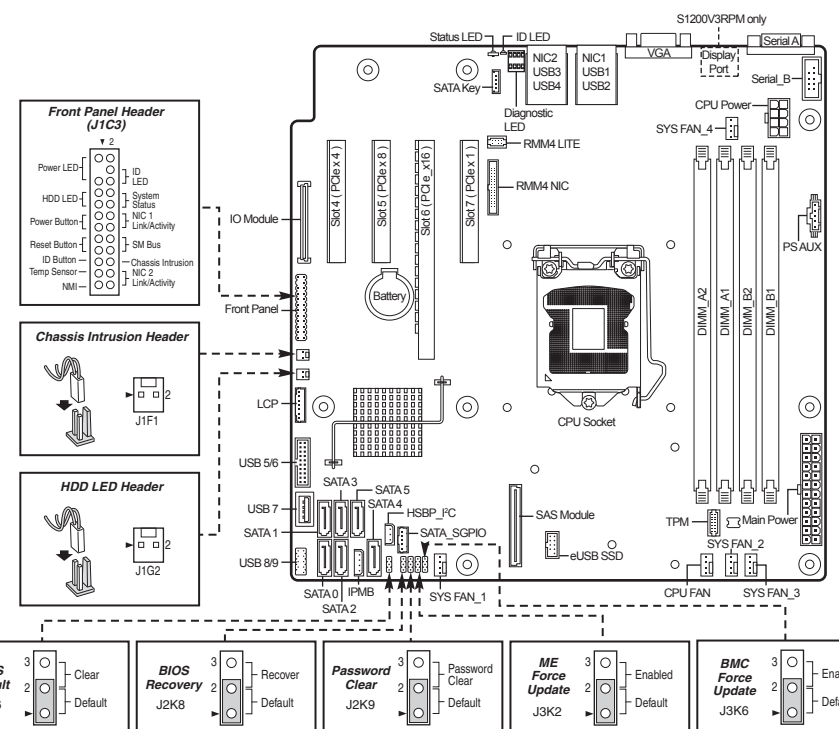 S1200V3RPM only
Status LED
ID LED
NIC2
USB3
USB4
NIC1
USB1
USB2
VGA
Display
Port
Serial A
Serial_B
SATA Key
Diagnostic
LED
CPU Power
SYS FAN_4
RMM4 LITE
RMM4 NIC
Front Panel Header
(J1C3)
2
Power LED
ID
LED
HDD LED
System
Status
Power Button
NIC 1
Link/Activity
Reset Button
SM Bus
ID Button
Chassis Intrusion
Temp Sensor
NIC 2
Link/Activity
NMI
IO Module
Slot 4 ( PCIe x 4 )
Slot 5 ( PCIe x 8 )
Slot 6 ( PCI e_x16 )
Slot 7 ( PCIe x 1 )
PS AUX
Battery
Front Panel
DIMM_A2
DIMM_A1
DIMM_B2
DIMM_B1
Chassis Intrusion Header
2
J1F1
LCP
CPU Socket
USB 5/6
HDD LED Header
2
J1G2
SATA 3
SATA 5
SATA 4
USB 7
HSBP_I²C
SATA 1
SATA_SGPIO
SAS Module
TPM
Main Power
USB 8/9
eUSB SSD
SYS FAN_2
SATA 0
IPMB
SATA 2
SYS FAN_1
CPU FAN
SYS FAN_3
3
Clear
2
Default
BIOS
Recovery
J2K8
3
Recover
2
Default
Password
Clear
J2K9
3
Password
Clear
2
Default
ME
Force
Update
J3K2
3
Enabled
2
Default
BMC
Force
Update
J3K6
3
2